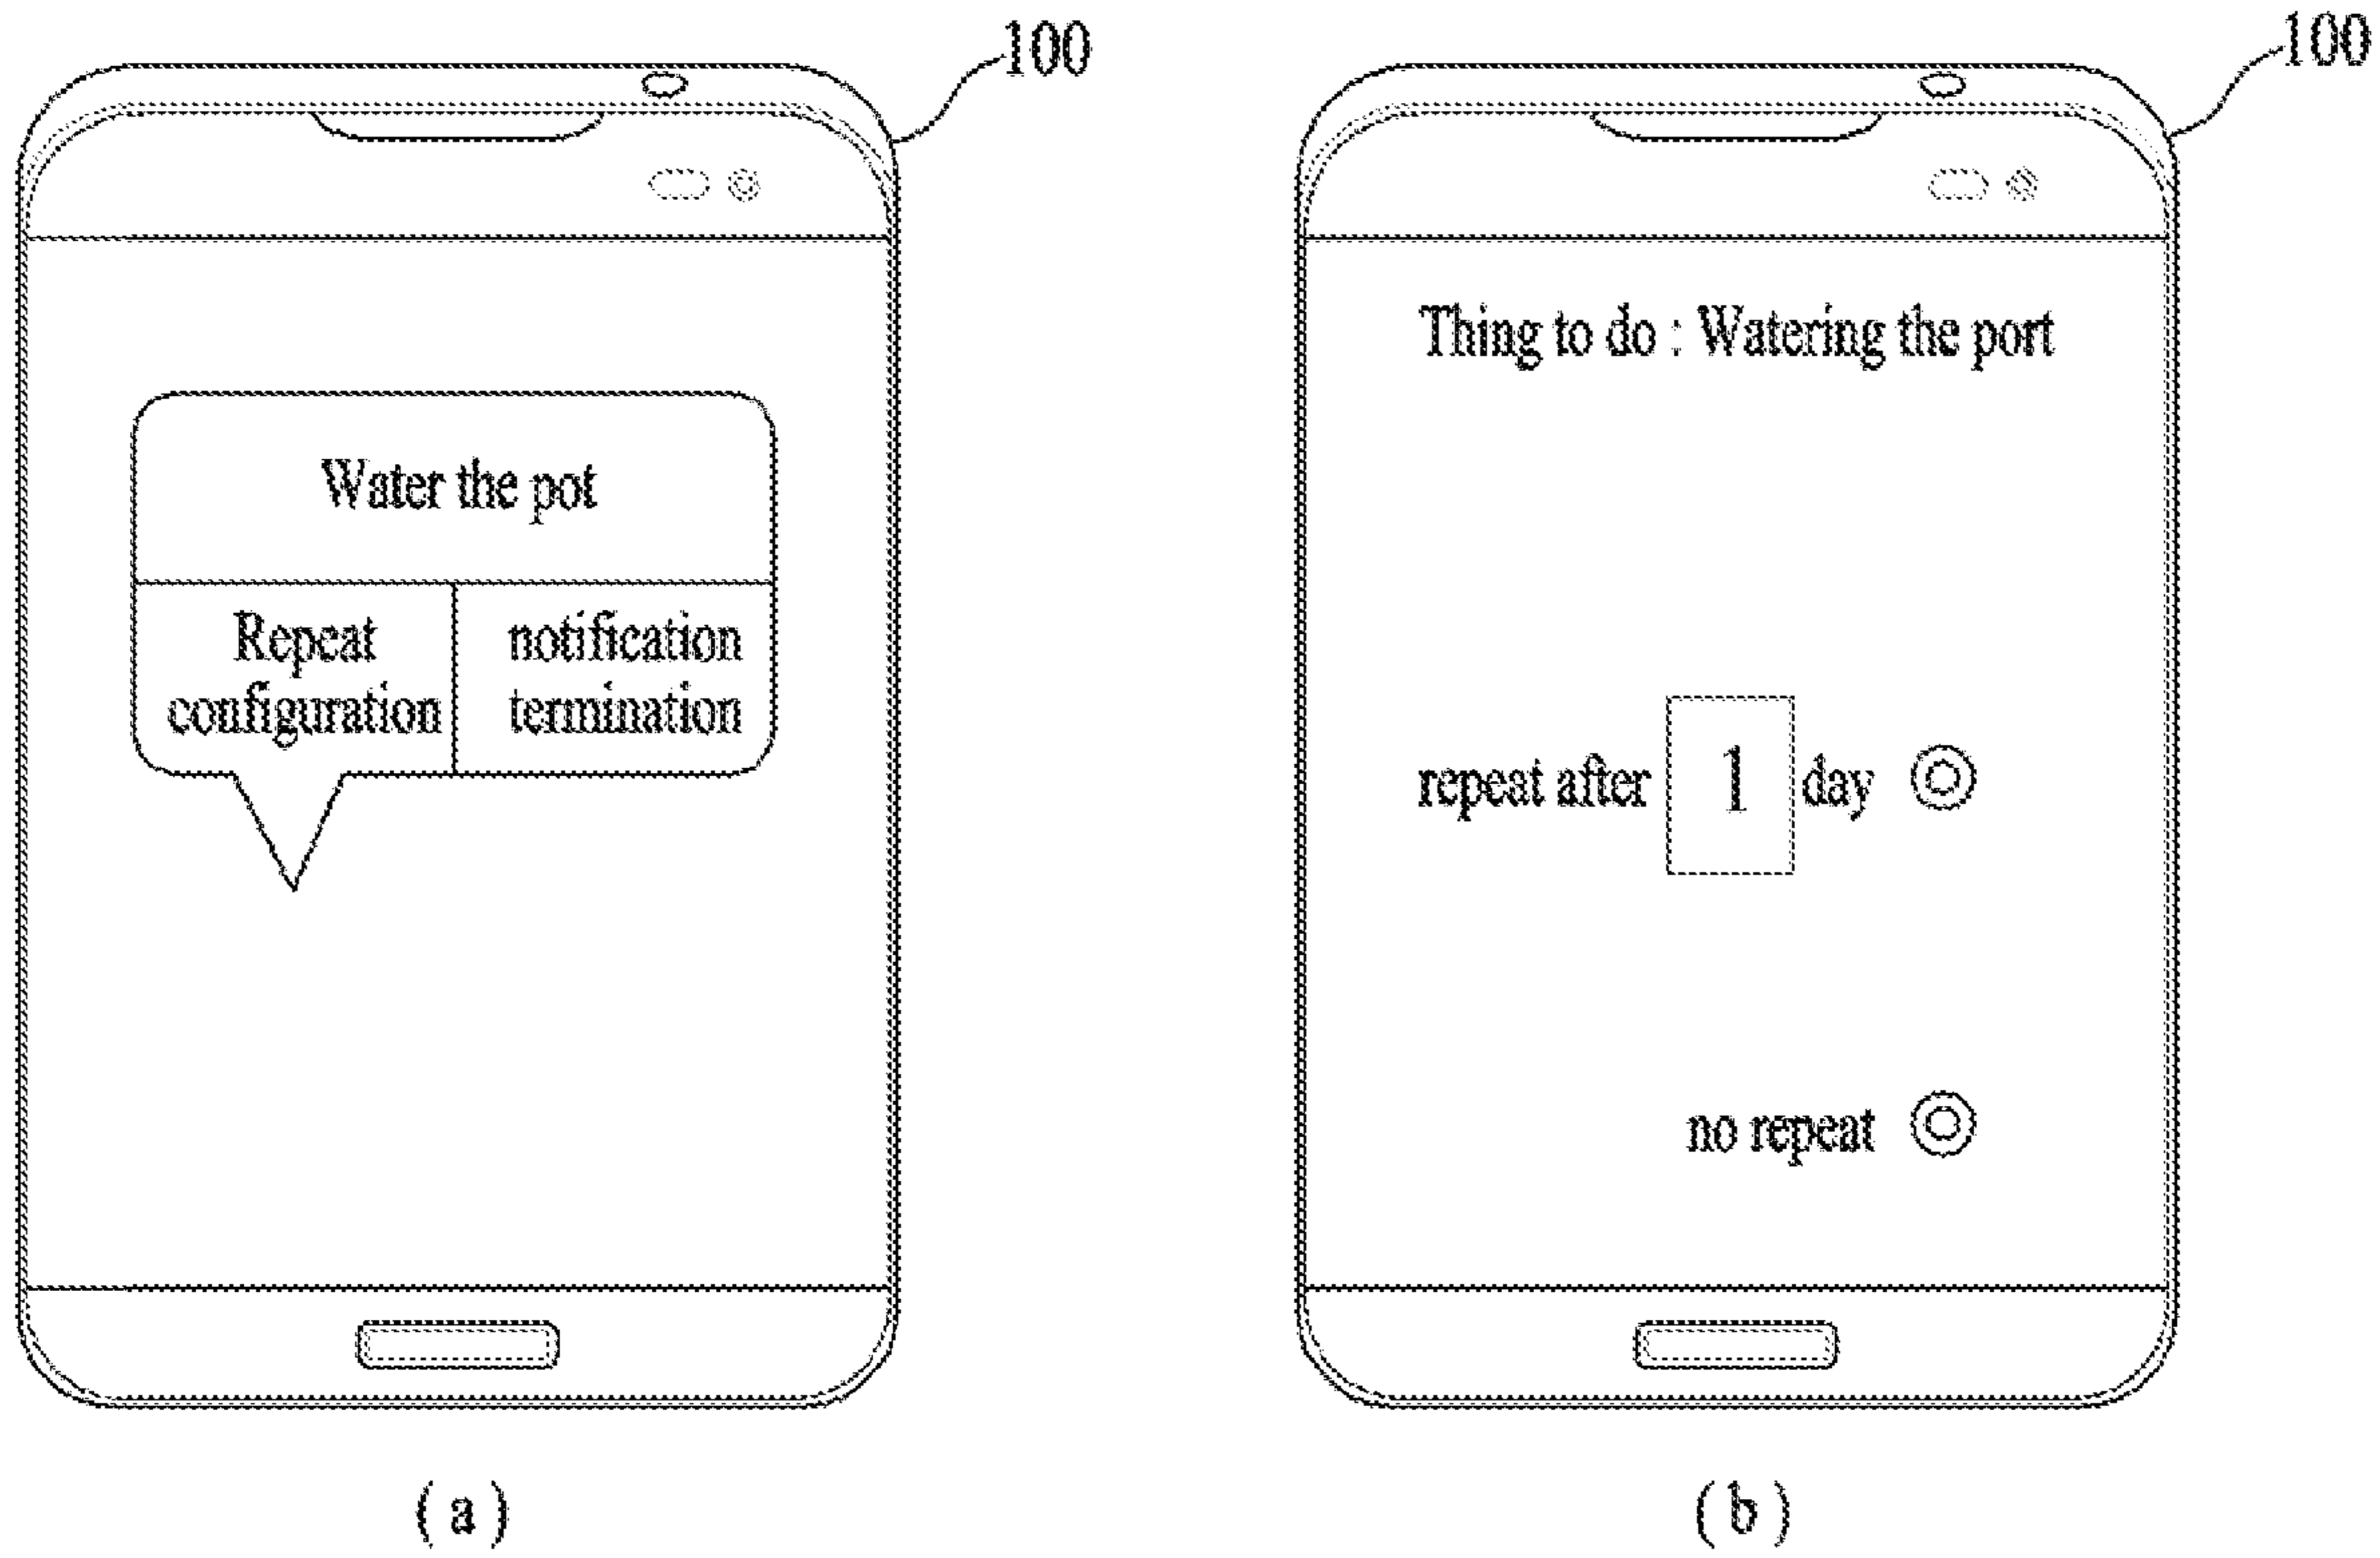 100
Water the pot
Repeat
configuration
notification
termination
(a)
100
Thing to do : Watering the port
repeat after 1 day
no repeat
(b)